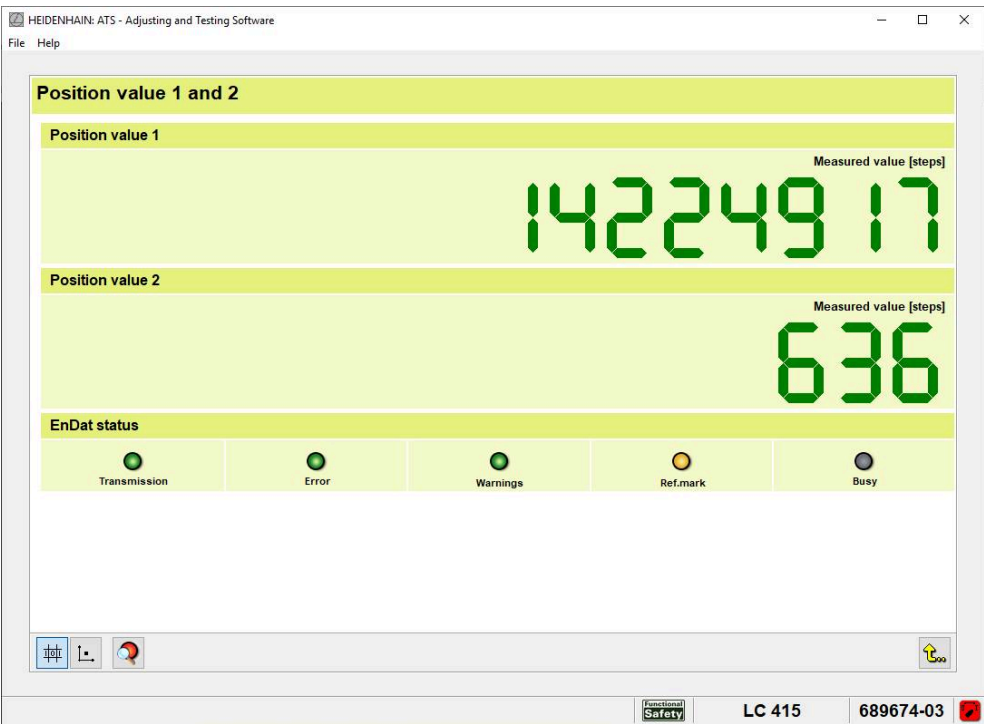 HEIDENHAIN: ATS - Adjusting and Testing Software
File Help
Position value 1 and 2
Position value 1
Measured value [steps]
14224917
Position value 2
Measured value [steps]
636
EnDat status
Transmission Error Warnings Ref.mark Busy
Functional
Safety
LC 415 689674-03